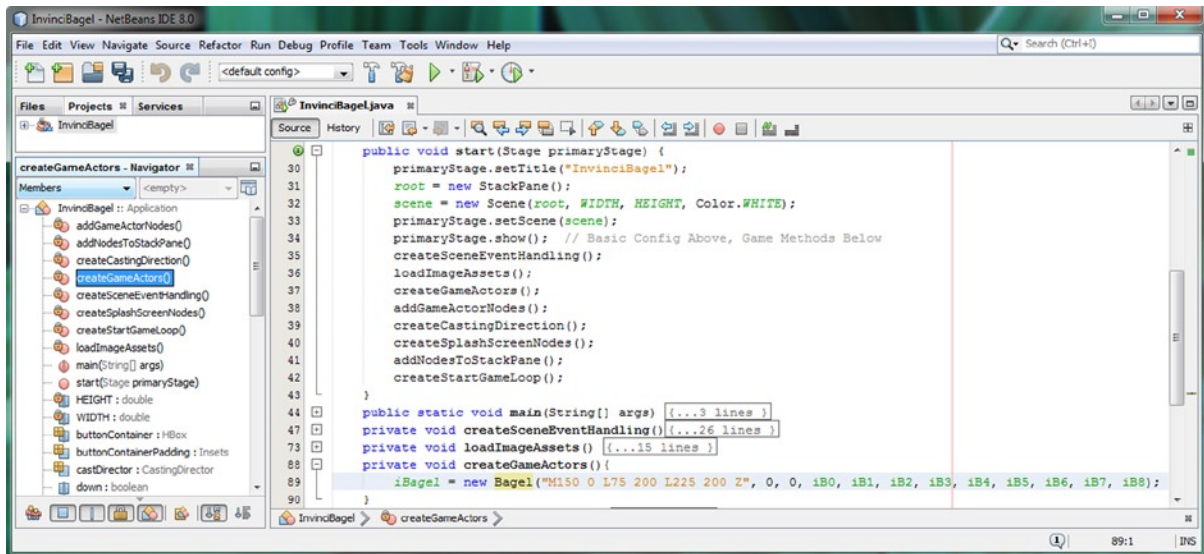 InvinciBagel - NetBeans IDE 8.0
File Edit View Navigate Source Refactor Run Debug Profile Team Tools Window Help
Search (Ctrl+I)
<default config>
Files Projects Services
InvinciBagel
createGameActors - Navigator
Members <empty>
InvinciBagel :: Application
addGameActorNodes()
addNodesToStackPane()
createCastingDirection()
createGameActors()
createSceneEventHandling()
createSplashScreenNodes()
createStartGameLoop()
loadImageAssets()
main(String[] args)
start(Stage primaryStage)
HEIGHT : double
WIDTH : double
buttonContainer : HBox
buttonContainerPadding : Insets
castDirector : CastingDirector
down : boolean
InvinciBagel.java
Source History
public void start(Stage primaryStage) {
30 primaryStage.setTitle("InvinciBagel");
31 root = new StackPane();
32 scene = new Scene(root, WIDTH, HEIGHT, Color.WHITE);
33 primaryStage.setScene(scene);
34 primaryStage.show(); // Basic Config Above, Game Methods Below
35 createSceneEventHandling();
36 loadImageAssets();
37 createGameActors();
38 addGameActorNodes();
39 createCastingDirection();
40 createSplashScreenNodes();
41 addNodesToStackPane();
42 createStartGameLoop();
43 }
44 public static void main(String[] args) {...3 lines }
47 private void createSceneEventHandling() {...26 lines }
73 private void loadImageAssets() {...15 lines }
88 private void createGameActors(){
89 iBagel = new Bagel("M150 0 L75 200 L225 200 Z", 0, 0, iB0, iB1, iB2, iB3, iB4, iB5, iB6, iB7, iB8);
90 }
InvinciBagel createGameActors
1 89:1 INS